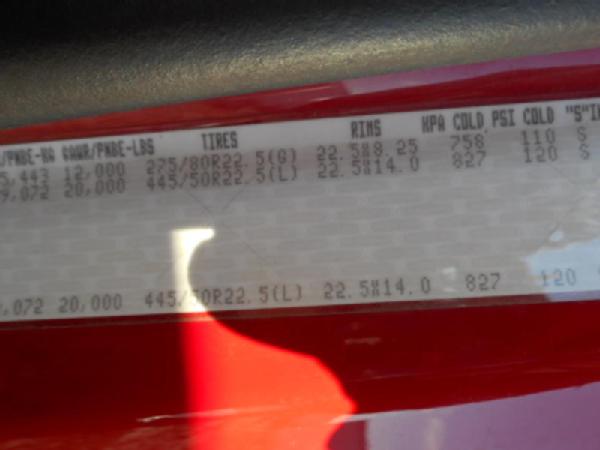 /PNBE-KG GAWR/PNBE-LBS TIRES RIMS KPA COLD PSI COLD "S"
5,443 12,000 275/80R22.5(G) 22.5X8.25 758 110 S
9,072 20,000 445/50R22.5(L) 22.5X14.0 827 120 S
,072 20,000 445/50R22.5(L) 22.5X14.0 827 120